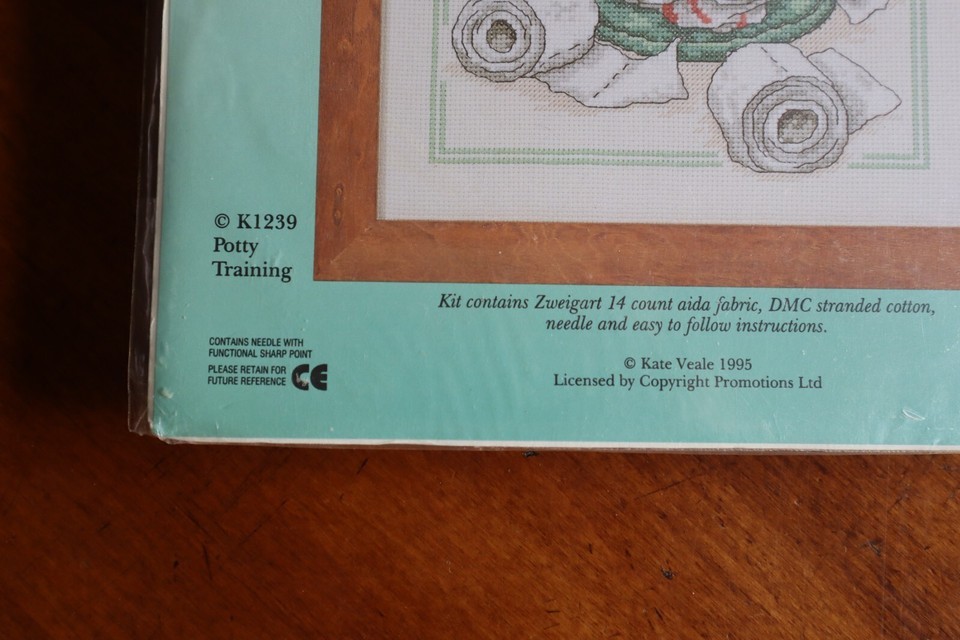 © K1239
Potty
Training
Kit contains Zweigart 14 count aida fabric, DMC stranded cotton,
needle and easy to follow instructions.
CONTAINS NEEDLE WITH
FUNCTIONAL SHARP POINT
PLEASE RETAIN FOR
FUTURE REFERENCE CE
© Kate Veale 1995
Licensed by Copyright Promotions Ltd